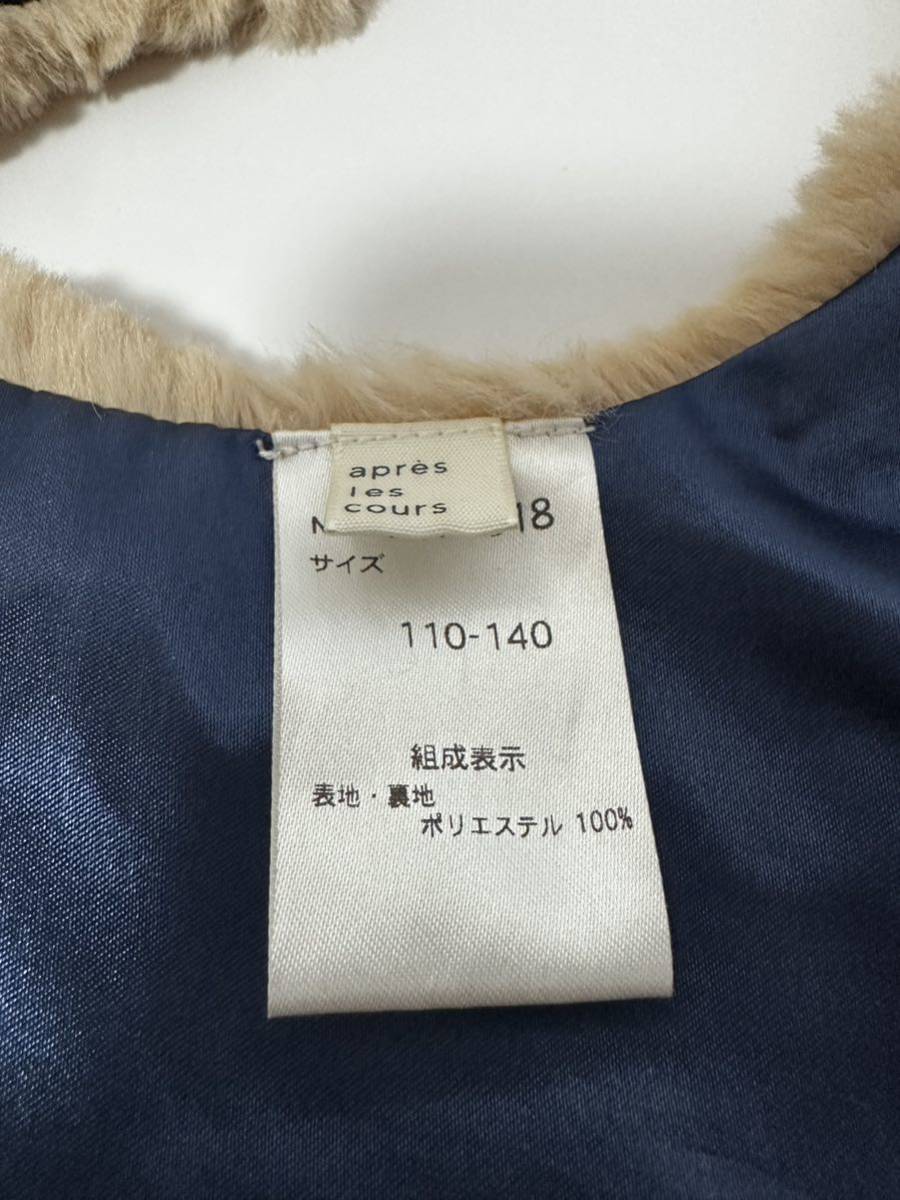 après
les
cours
18
サイズ
110-140
組成表示
表地・裏地
ポリエステル 100%